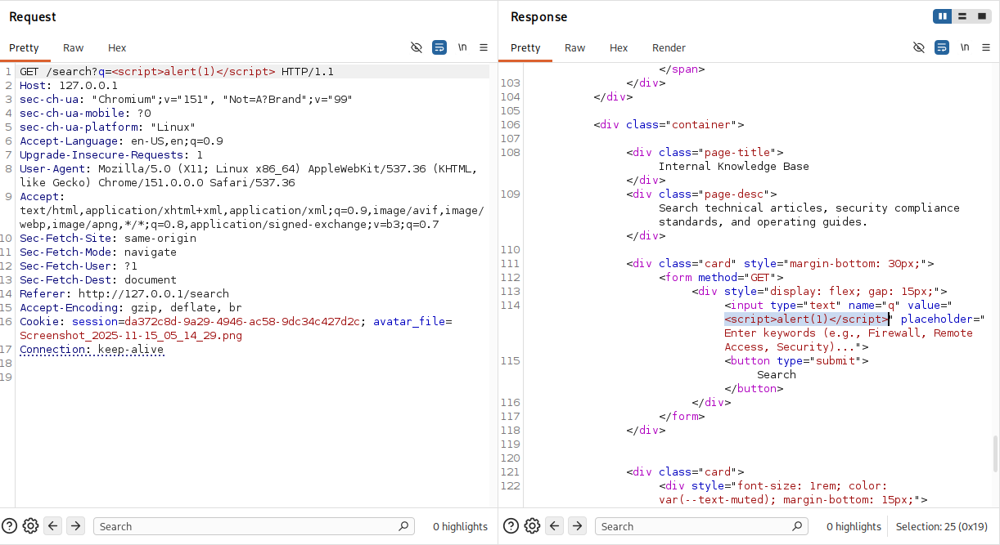 Request
Pretty Raw Hex
\n
1 GET /search?q=<script>alert(1)</script> HTTP/1.1
2 Host: 127.0.0.1
3 sec-ch-ua: "Chromium";v="151", "Not=A?Brand";v="99"
4 sec-ch-ua-mobile: ?0
5 sec-ch-ua-platform: "Linux"
6 Accept-Language: en-US,en;q=0.9
7 Upgrade-Insecure-Requests: 1
8 User-Agent: Mozilla/5.0 (X11; Linux x86_64) AppleWebKit/537.36 (KHTML,
like Gecko) Chrome/151.0.0.0 Safari/537.36
9 Accept:
text/html,application/xhtml+xml,application/xml;q=0.9,image/avif,image/
webp,image/apng,*/*;q=0.8,application/signed-exchange;v=b3;q=0.7
10 Sec-Fetch-Site: same-origin
11 Sec-Fetch-Mode: navigate
12 Sec-Fetch-User: ?1
13 Sec-Fetch-Dest: document
14 Referer: http://127.0.0.1/search
15 Accept-Encoding: gzip, deflate, br
16 Cookie: session=da372c8d-9a29-4946-ac58-9dc34c427d2c; avatar_file=
Screenshot_2025-11-15_05_14_29.png
17 Connection: keep-alive
18
19
Search
0 highlights
Response
Pretty Raw Hex Render
\n
</span>
103 </div>
104 </div>
105
106 <div class="container">
107
108 <div class="page-title">
Internal Knowledge Base
</div>
109 <div class="page-desc">
Search technical articles, security compliance
standards, and operating guides.
</div>
110
111 <div class="card" style="margin-bottom: 30px;">
112 <form method="GET">
113 <div style="display: flex; gap: 15px;">
114 <input type="text" name="q" value="
<script>alert(1)</script>" placeholder="
Enter keywords (e.g., Firewall, Remote
Access, Security)...">
115 <button type="submit">
Search
</button>
116 </div>
117 </form>
118 </div>
119
120
121 <div class="card">
122 <div style="font-size: 1rem; color:
var(--text-muted); margin-bottom: 15px;">
Search
0 highlights
Selection: 25 (0x19)